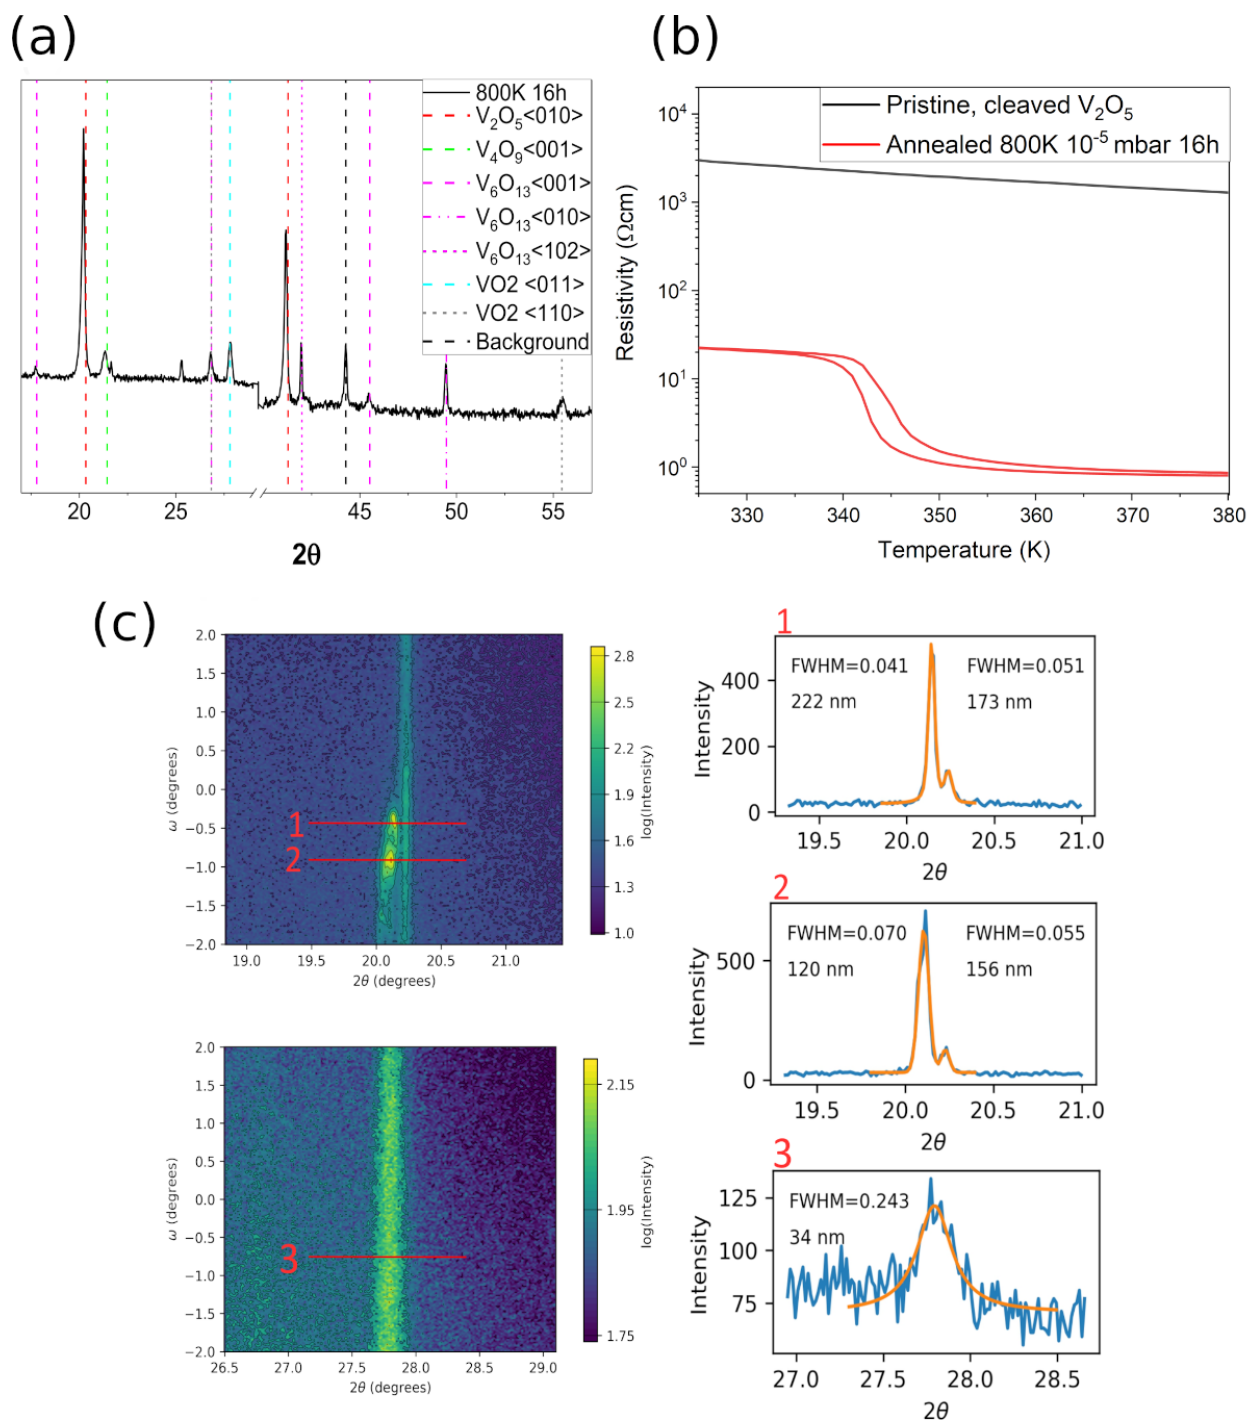 (a)
800K 16h
V₂O₅<010>
V₄O₉<001>
V₆O₁₃<001>
V₆O₁₃<010>
V₆O₁₃<102>
VO2 <011>
VO2 <110>
Background
20 25 45 50 55
2θ
(b)
Pristine, cleaved V₂O₅
Annealed 800K 10⁻⁵ mbar 16h
Resistivity (Ωcm)
10⁴
10³
10²
10¹
10⁰
330 340 350 360 370 380
Temperature (K)
(c)
2.0
1.5
1.0
0.5
0.0
−0.5
−1.0
−1.5
−2.0
ω (degrees)
1
2
19.0 19.5 20.0 20.5 21.0
2θ (degrees)
2.8
2.5
2.2
1.9
1.6
1.3
1.0
log(Intensity)
1
FWHM=0.041 FWHM=0.051
222 nm 173 nm
Intensity
400
200
0
19.5 20.0 20.5 21.0
2θ
2
FWHM=0.070 FWHM=0.055
120 nm 156 nm
Intensity
500
0
19.5 20.0 20.5 21.0
2θ
2.0
1.5
1.0
0.5
0.0
−0.5
−1.0
−1.5
−2.0
ω (degrees)
3
26.5 27.0 27.5 28.0 28.5 29.0
2θ (degrees)
2.15
1.95
1.75
log(Intensity)
3
FWHM=0.243
34 nm
Intensity
125
100
75
27.0 27.5 28.0 28.5
2θ